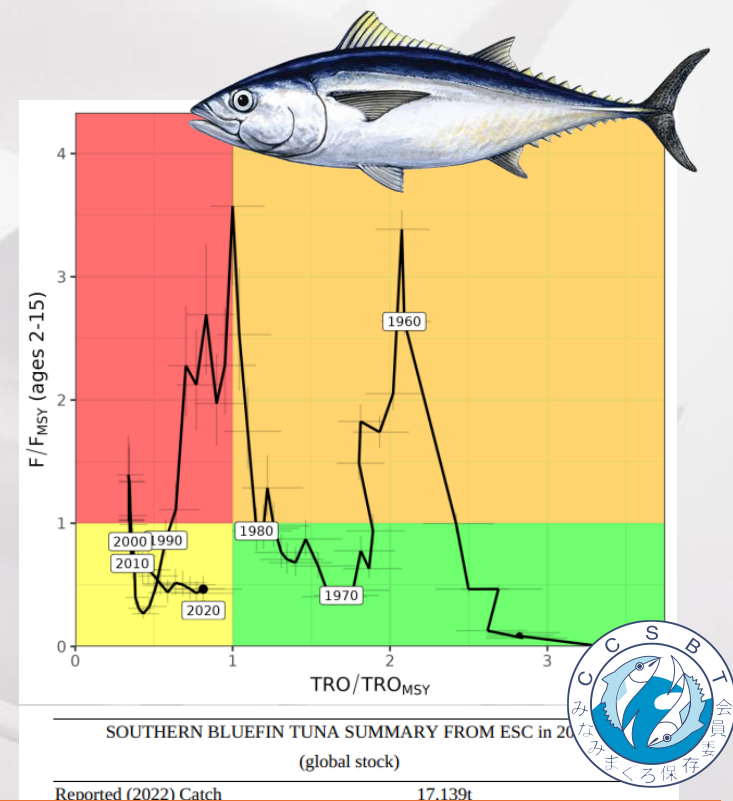 4
3
2
1
0
F/FMSY (ages 2-15)
1960
1980
2000
1990
2010
1970
2020
0
1
2
3
TRO/TROMSY
CCSBT
みなみまぐろ保存委員会
SOUTHERN BLUEFIN TUNA SUMMARY FROM ESC in 20
(global stock)
Reported (2022) Catch 17,139t